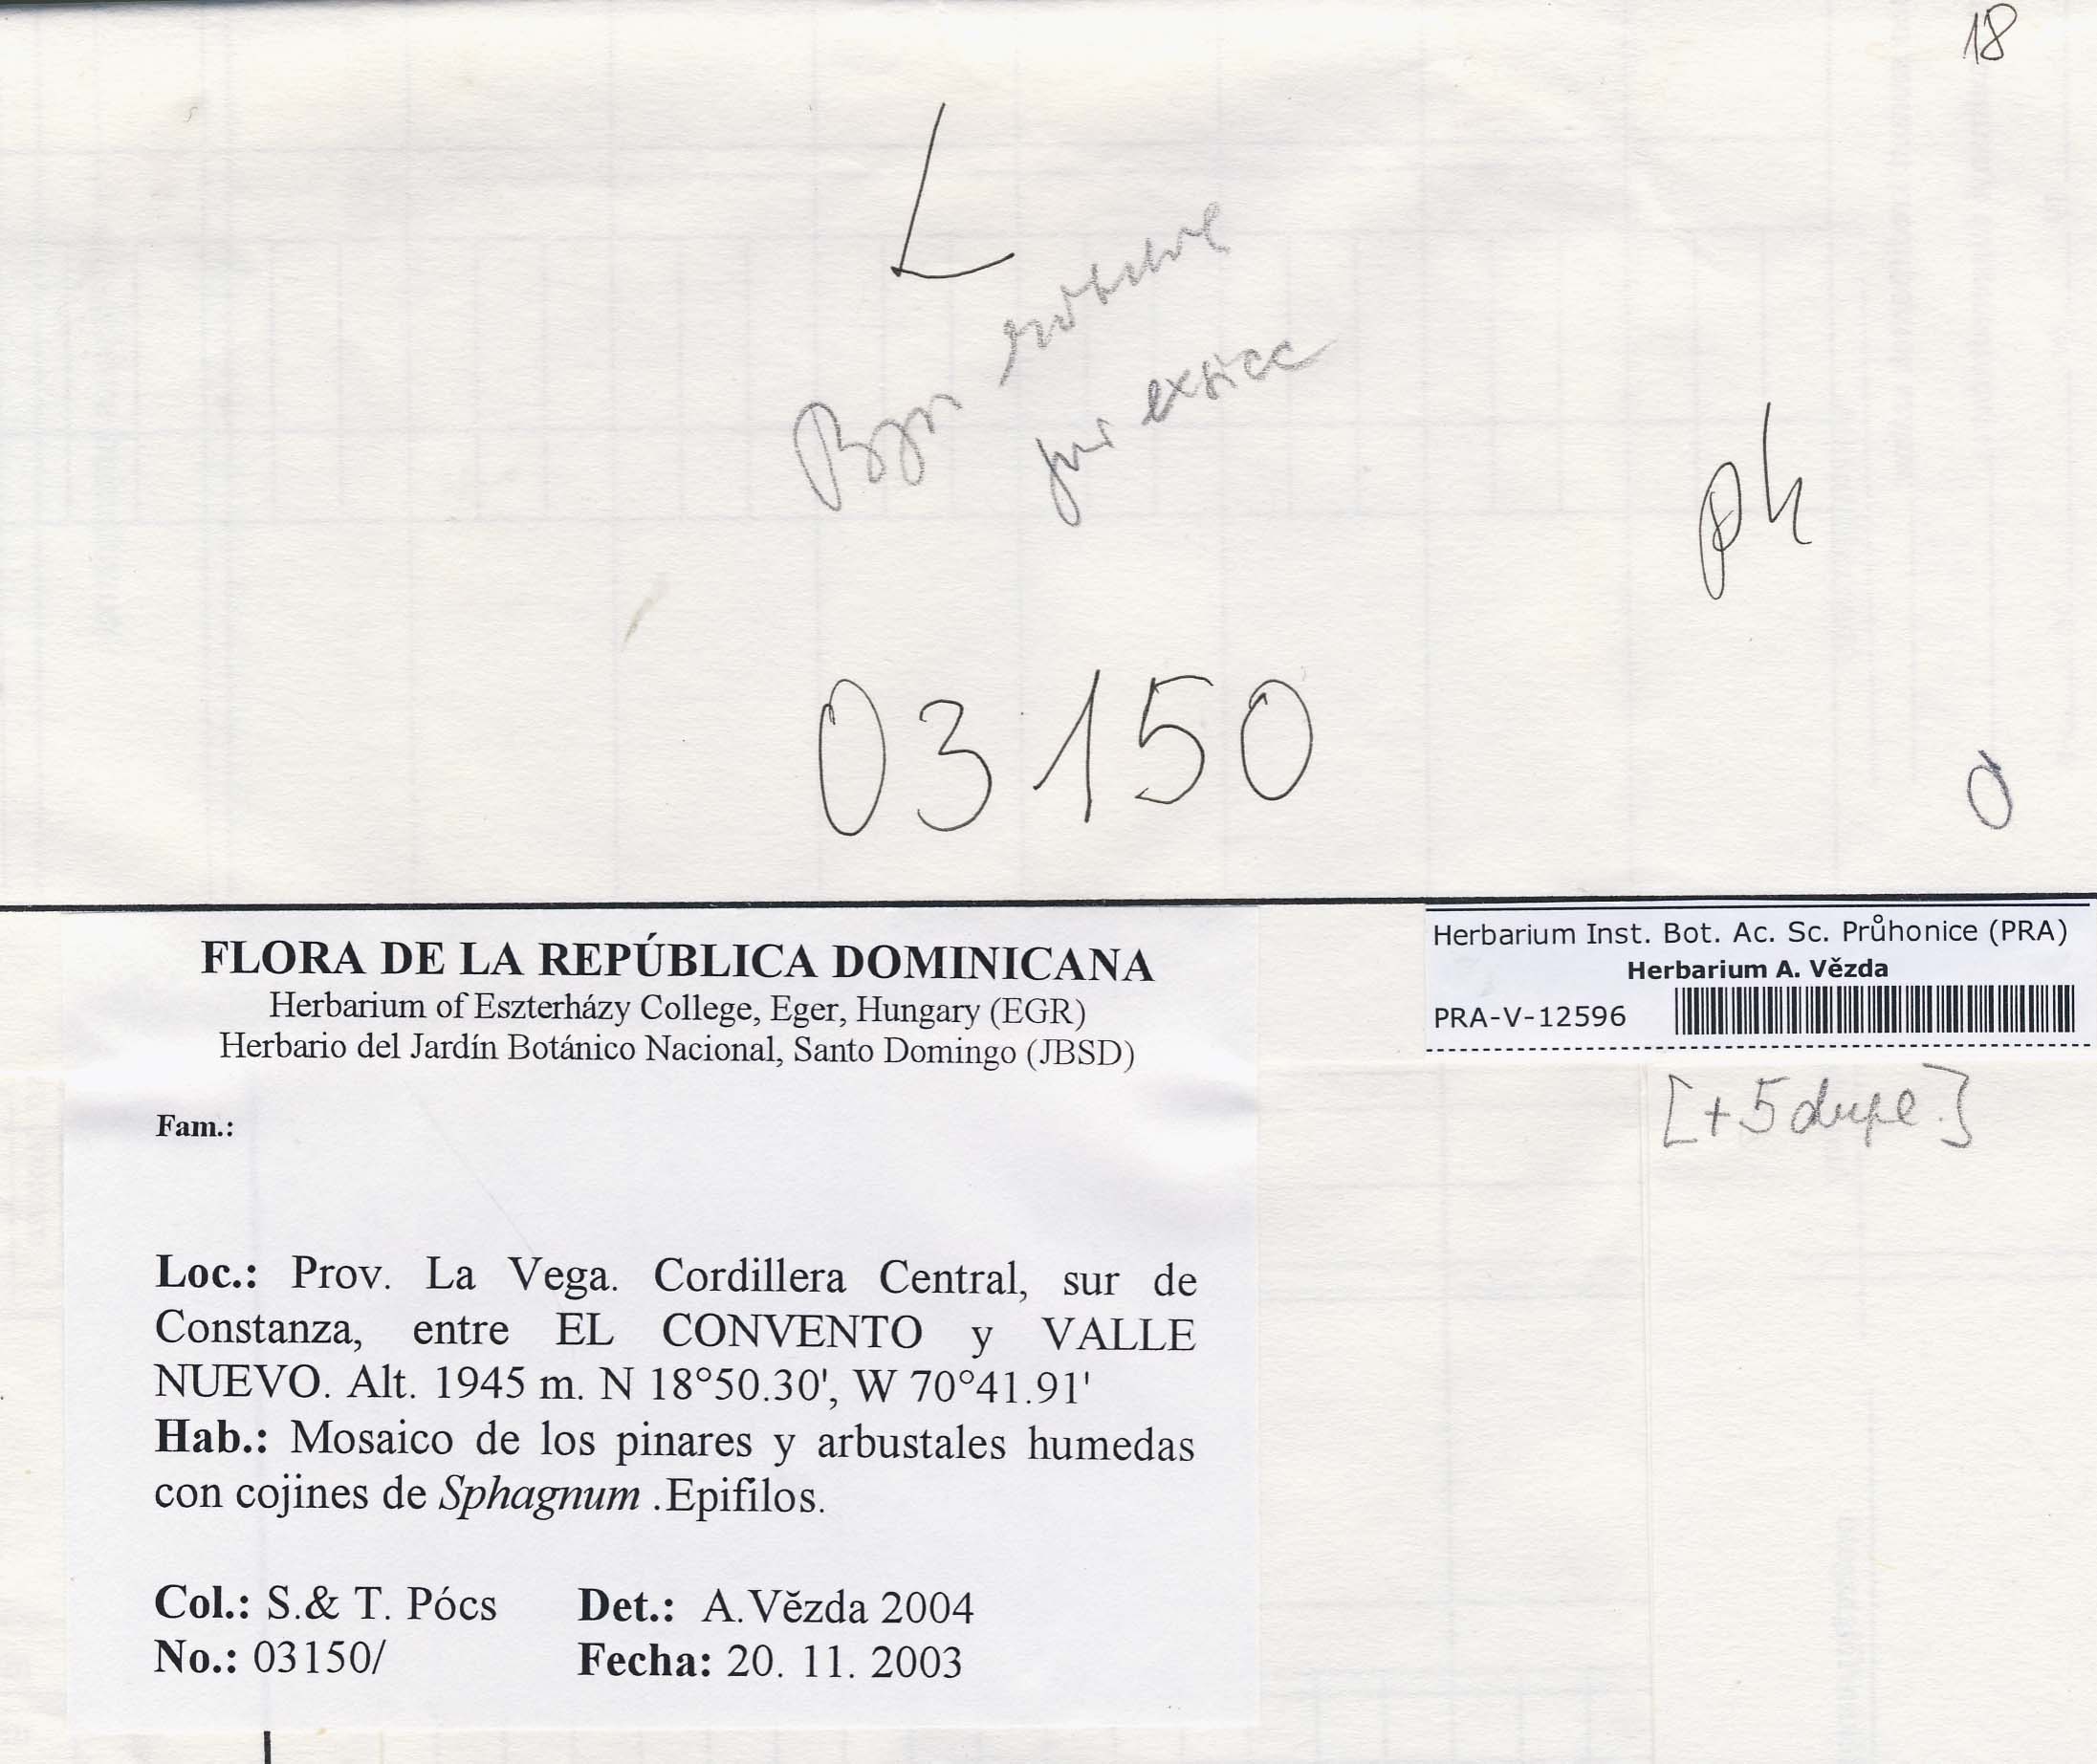 18
L
exsicc
ph
03150
FLORA DE LA REPÚBLICA DOMINICANA
Herbarium of Eszterházy College, Eger, Hungary (EGR)
Herbario del Jardín Botánico Nacional, Santo Domingo (JBSD)
Herbarium Inst. Bot. Ac. Sc. Průhonice (PRA)
Herbarium A. Vězda
PRA-V-12596
[+5 dupl.]
Fam.:
Loc.: Prov. La Vega. Cordillera Central, sur de
Constanza, entre EL CONVENTO y VALLE
NUEVO. Alt. 1945 m. N 18°50.30', W 70°41.91'
Hab.: Mosaico de los pinares y arbustales humedas
con cojines de Sphagnum .Epifilos.
Col.: S.& T. Pócs Det.: A.Vězda 2004
No.: 03150/ Fecha: 20. 11. 2003